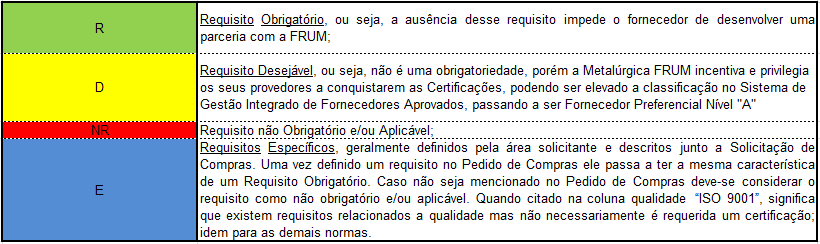 R
Requisito Obrigatório, ou seja, a ausência desse requisito impede o fornecedor de desenvolver uma
parceria com a FRUM;
D
Requisito Desejável, ou seja, não é uma obrigatoriedade, porém a Metalúrgica FRUM incentiva e privilegia
os seus provedores a conquistarem as Certificações, podendo ser elevado a classificação no Sistema de
Gestão Integrado de Fornecedores Aprovados, passando a ser Fornecedor Preferencial Nível "A"
NR
Requisito não Obrigatório e/ou Aplicável;
E
Requisitos Específicos, geralmente definidos pela área solicitante e descritos junto a Solicitação de
Compras. Uma vez definido um requisito no Pedido de Compras ele passa a ter a mesma característica
de um Requisito Obrigatório. Caso não seja mencionado no Pedido de Compras deve-se considerar o
requisito como não obrigatório e/ou aplicável. Quando citado na coluna qualidade “ISO 9001”, significa
que existem requisitos relacionados a qualidade mas não necessariamente é requerida um certificação;
idem para as demais normas.